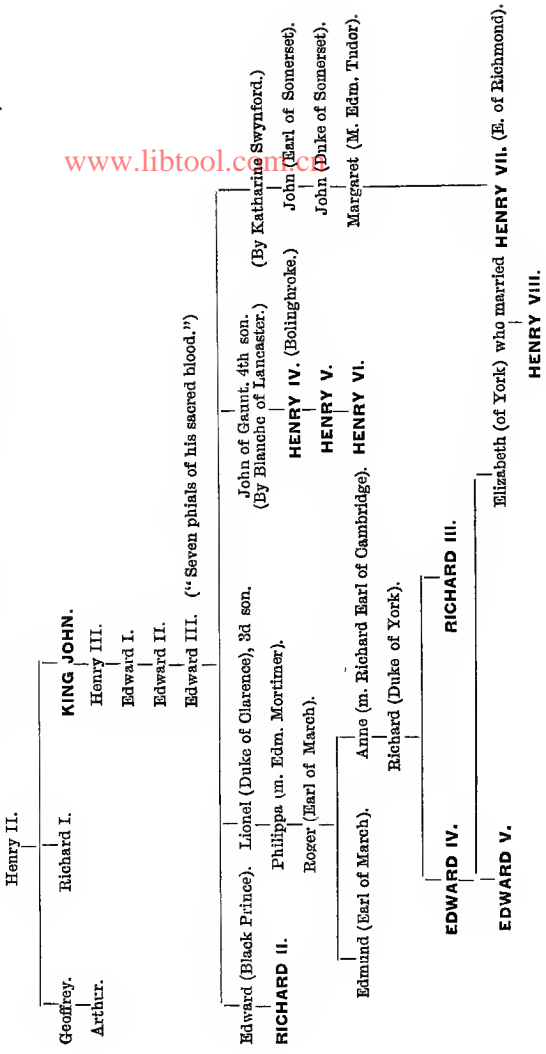 Henry II.
Geoffrey. Richard I. KING JOHN.
Arthur. Henry III.
Edward I.
Edward II.
Edward III. ("Seven phials of his sacred blood.")
Edward (Black Prince). Lionel (Duke of Clarence), 3d son. John of Gaunt, 4th son. (By Katharine Swynford.)
(By Blanche of Lancaster.)
RICHARD II. Philippa (m. Edm. Mortimer). HENRY IV. (Bolingbroke.) John (Earl of Somerset).
Roger (Earl of March). HENRY V. John (Duke of Somerset).
HENRY VI. Margaret (M. Edm. Tudor).
Edmund (Earl of March). Anne (m. Richard Earl of Cambridge).
Richard (Duke of York).
EDWARD IV. RICHARD III.
EDWARD V. Elizabeth (of York) who married HENRY VII. (E. of Richmond).
HENRY VIII.
www.libtool.com.cn